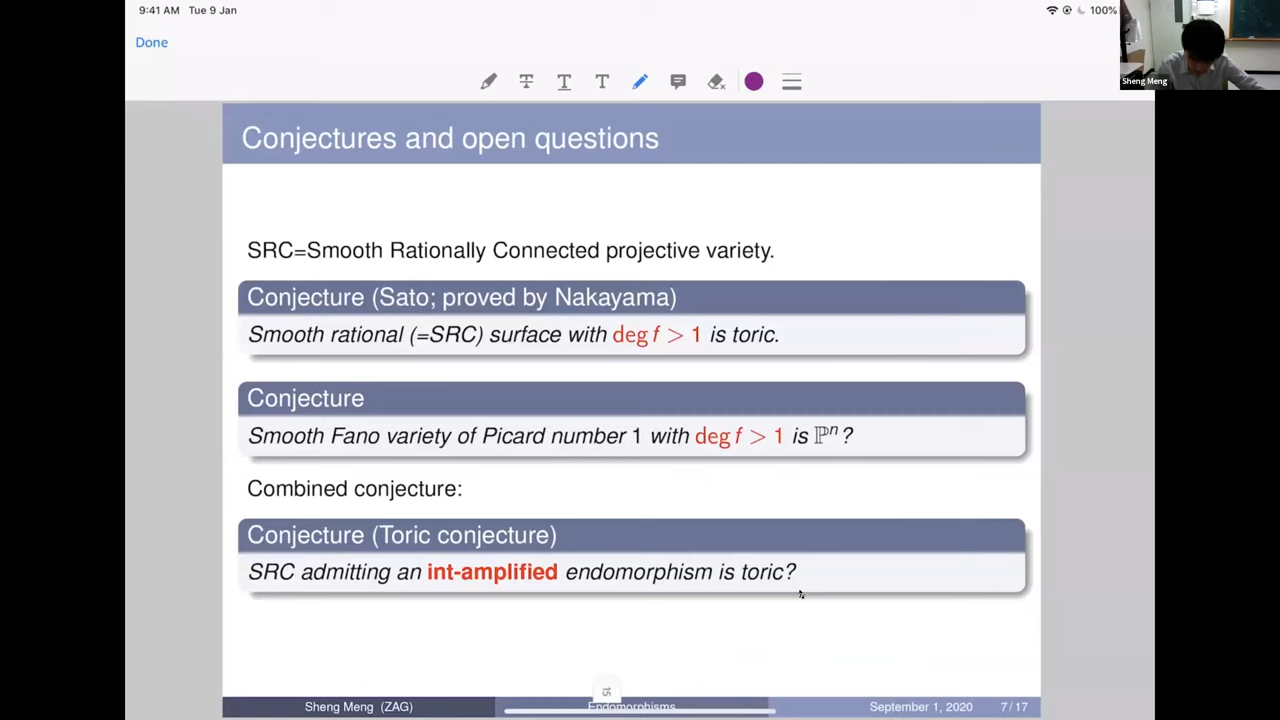 9:41 AM Tue 9 Jan
100%
Done
Sheng Meng
Conjectures and open questions
SRC=Smooth Rationally Connected projective variety.
Conjecture (Sato; proved by Nakayama)
Smooth rational (=SRC) surface with deg f > 1 is toric.
Conjecture
Smooth Fano variety of Picard number 1 with deg f > 1 is ℙⁿ?
Combined conjecture:
Conjecture (Toric conjecture)
SRC admitting an int-amplified endomorphism is toric?
15
Sheng Meng (ZAG) Endomorphisms September 1, 2020 7 / 17